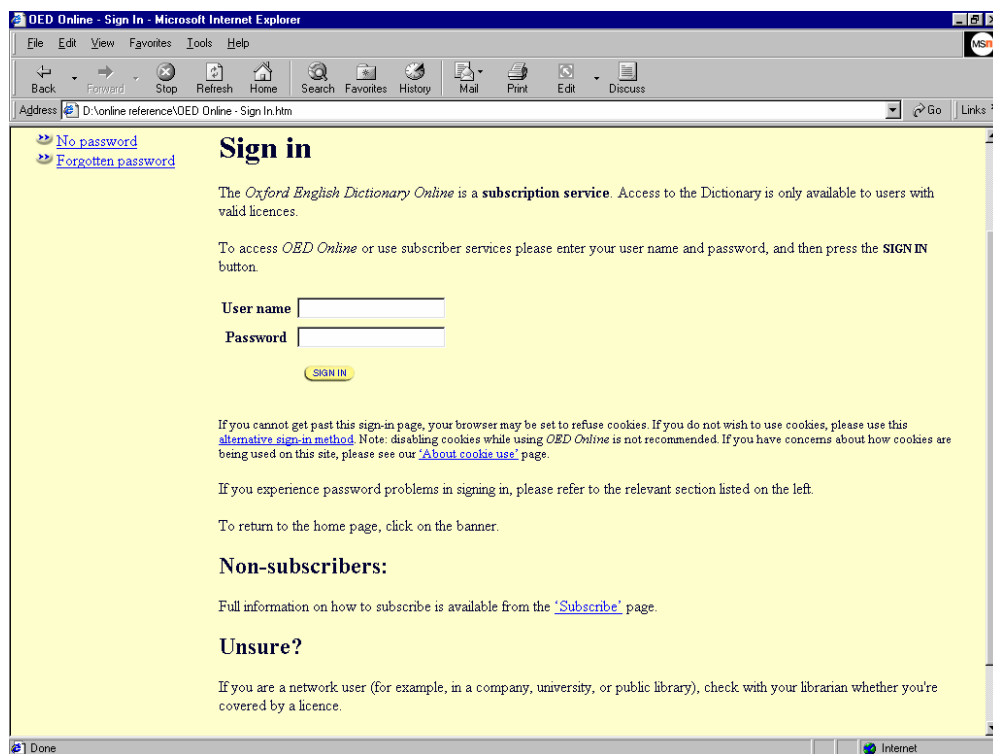 OED Online - Sign In - Microsoft Internet Explorer
File Edit View Favorites Tools Help
msn
Back Forward Stop Refresh Home Search Favorites History Mail Print Edit Discuss
Address D:\online reference\OED Online - Sign In.htm Go Links
No password
Forgotten password
Sign in
The Oxford English Dictionary Online is a subscription service. Access to the Dictionary is only available to users with
valid licences.
To access OED Online or use subscriber services please enter your user name and password, and then press the SIGN IN
button.
User name
Password
SIGN IN
If you cannot get past this sign-in page, your browser may be set to refuse cookies. If you do not wish to use cookies, please use this
alternative sign-in method. Note: disabling cookies while using OED Online is not recommended. If you have concerns about how cookies are
being used on this site, please see our ‘About cookie use’ page.
If you experience password problems in signing in, please refer to the relevant section listed on the left.
To return to the home page, click on the banner.
Non-subscribers:
Full information on how to subscribe is available from the ‘Subscribe’ page.
Unsure?
If you are a network user (for example, in a company, university, or public library), check with your librarian whether you're
covered by a licence.
Done Internet